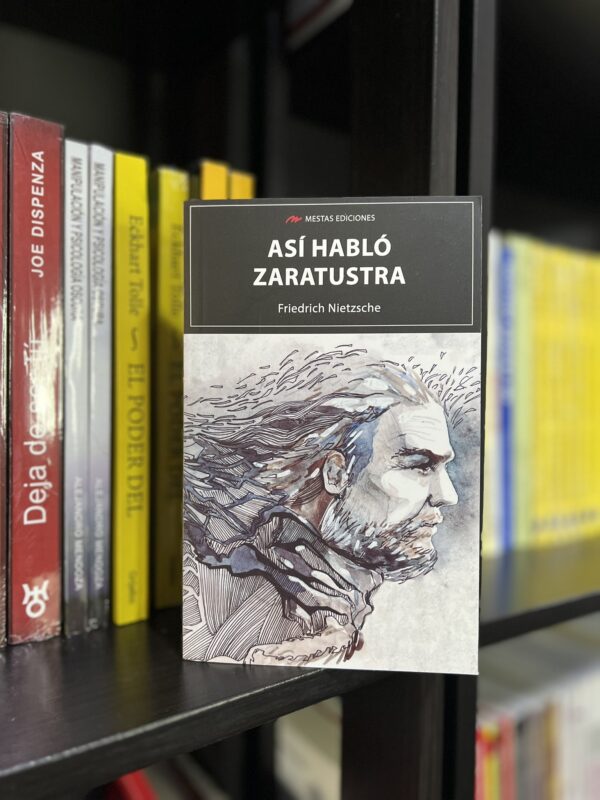 MESTAS EDICIONES
ASÍ HABLÓ
ZARATUSTRA
Friedrich Nietzsche
JOE DISPENZA
Deja de
MANIPULACIÓN Y PSICOLOGÍA
ALEJANDRO MENDOZA
MANIPULACIÓN Y PSICOLOGÍA
ALEJANDRO MENDOZA
Eckhart Tolle
EL PODER DEL
Eckhart Tolle